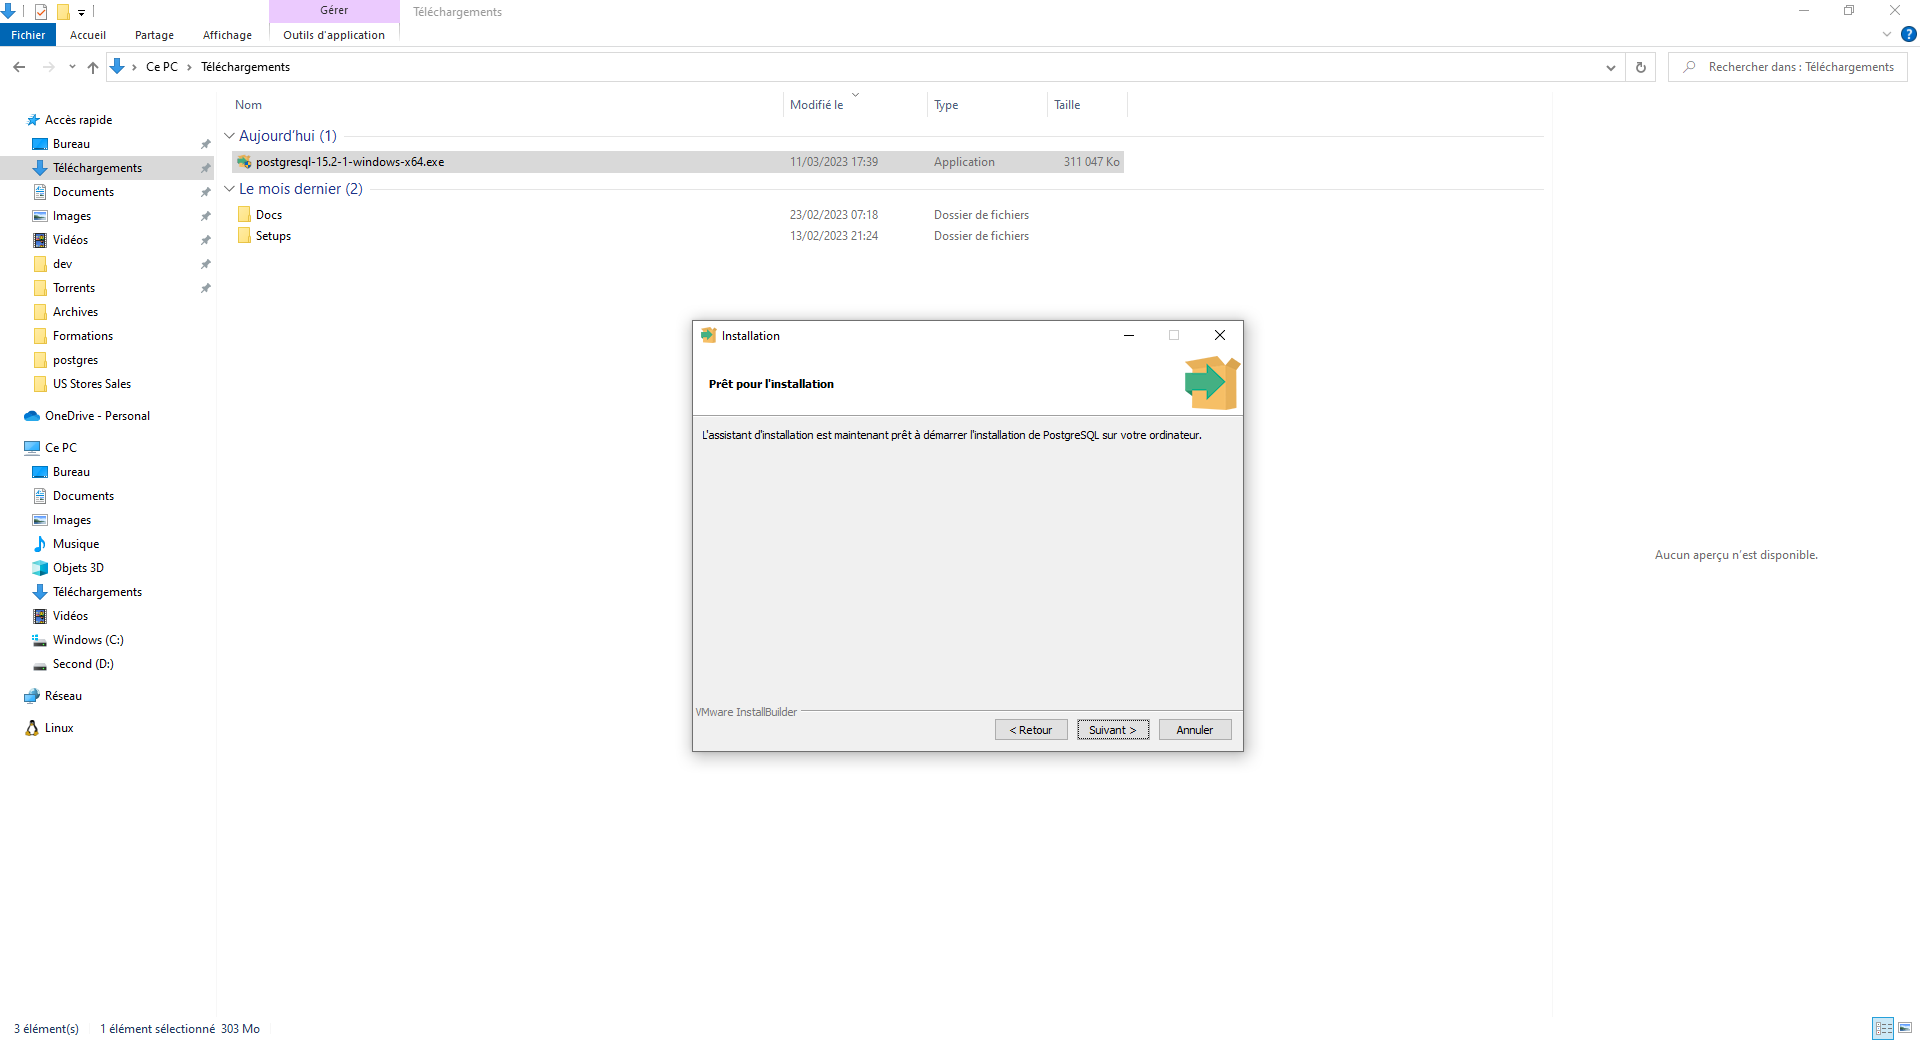 Gérer
Téléchargements
Fichier
Accueil
Partage
Affichage
Outils d'application
?
Ce PC
Téléchargements
Rechercher dans : Téléchargements
Nom
Modifié le
Type
Taille
Accès rapide
Bureau
Téléchargements
Documents
Images
Vidéos
dev
Torrents
Archives
Formations
postgres
US Stores Sales
OneDrive - Personal
Ce PC
Bureau
Documents
Images
Musique
Objets 3D
Téléchargements
Vidéos
Windows (C:)
Second (D:)
Réseau
Linux
Aujourd'hui (1)
postgresql-15.2-1-windows-x64.exe 11/03/2023 17:39 Application 311 047 Ko
Le mois dernier (2)
Docs 23/02/2023 07:18 Dossier de fichiers
Setups 13/02/2023 21:24 Dossier de fichiers
Installation
Prêt pour l'installation
L'assistant d'installation est maintenant prêt à démarrer l'installation de PostgreSQL sur votre ordinateur.
VMware InstallBuilder
< Retour
Suivant >
Annuler
Aucun aperçu n'est disponible.
3 élément(s)
1 élément sélectionné 303 Mo